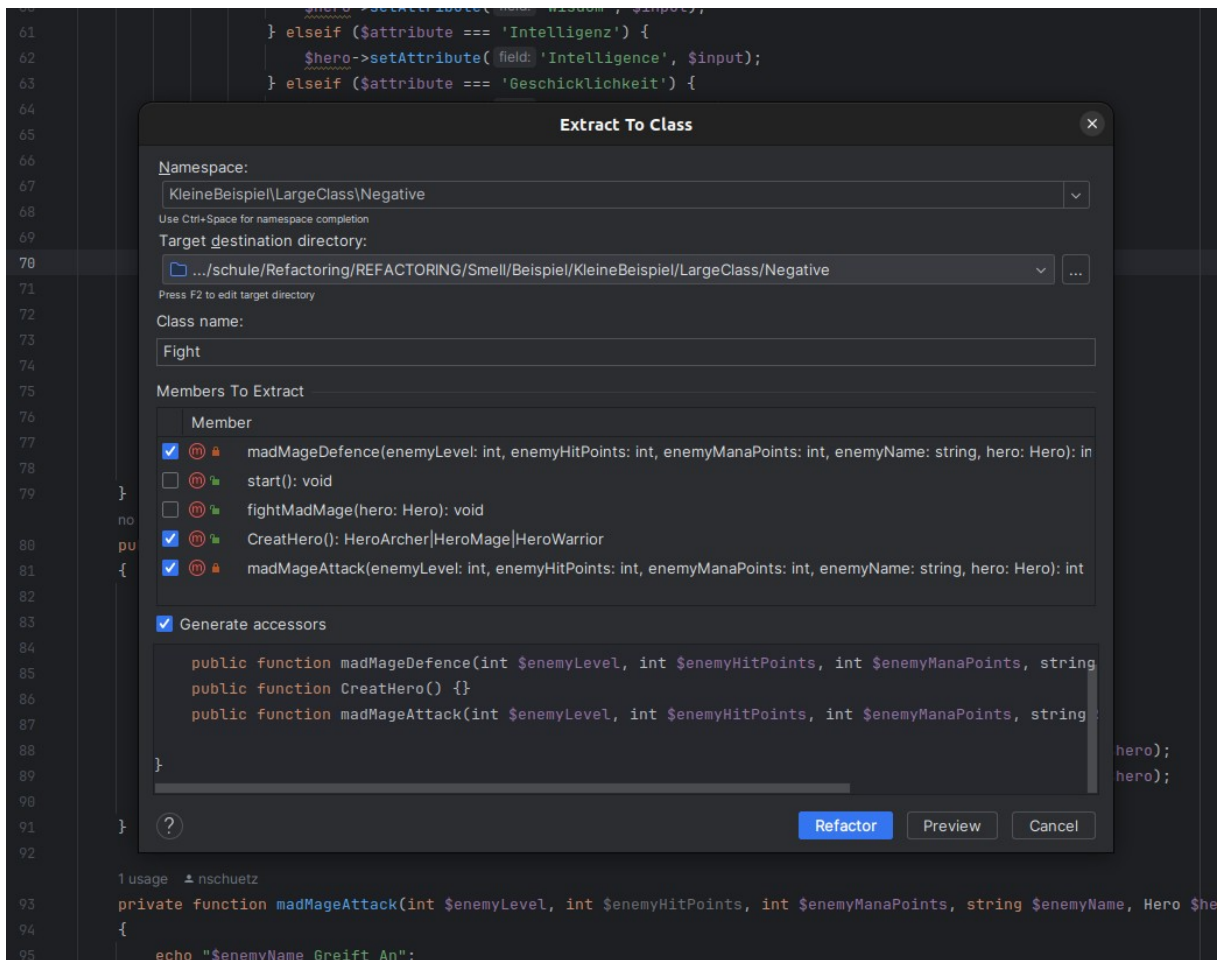 61 } elseif ($attribute === 'Intelligenz') {
62 $hero->setAttribute( field: 'Intelligence', $input);
63 } elseif ($attribute === 'Geschicklichkeit') {
64
Extract To Class
65
66
Namespace:
67
KleineBeispiel\LargeClass\Negative
68
Use Ctrl+Space for namespace completion
69
Target destination directory:
70
.../schule/Refactoring/REFACTORING/Smell/Beispiel/KleineBeispiel/LargeClass/Negative
...
71
Press F2 to edit target directory
72
Class name:
73
Fight
74
75
Members To Extract
76
Member
77
madMageDefence(enemyLevel: int, enemyHitPoints: int, enemyManaPoints: int, enemyName: string, hero: Hero): in
78
start(): void
79 }
no
fightMadMage(hero: Hero): void
80 pu
CreatHero(): HeroArcher|HeroMage|HeroWarrior
81 {
madMageAttack(enemyLevel: int, enemyHitPoints: int, enemyManaPoints: int, enemyName: string, hero: Hero): int
82
83
Generate accessors
84
85
public function madMageDefence(int $enemyLevel, int $enemyHitPoints, int $enemyManaPoints, string
86
public function CreatHero() {}
87
public function madMageAttack(int $enemyLevel, int $enemyHitPoints, int $enemyManaPoints, string
88 hero);
}
89 hero);
90
91 }
?
Refactor
Preview
Cancel
92
1 usage nschuetz
93 private function madMageAttack(int $enemyLevel, int $enemyHitPoints, int $enemyManaPoints, string $enemyName, Hero $he
94 {
95 echo "$enemyName Greift An";